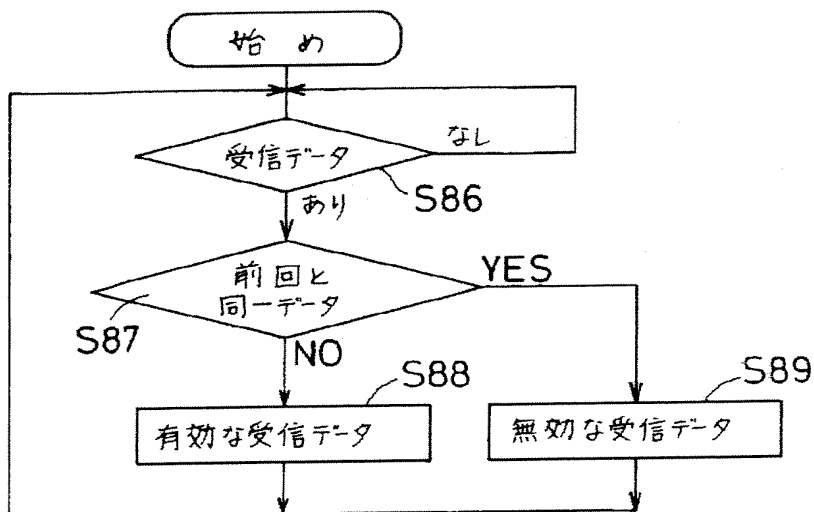 始め
受信データ
なし
S86
あり
前回と
同一データ
YES
S87
NO
S88
S89
有効な受信データ
無効な受信データ